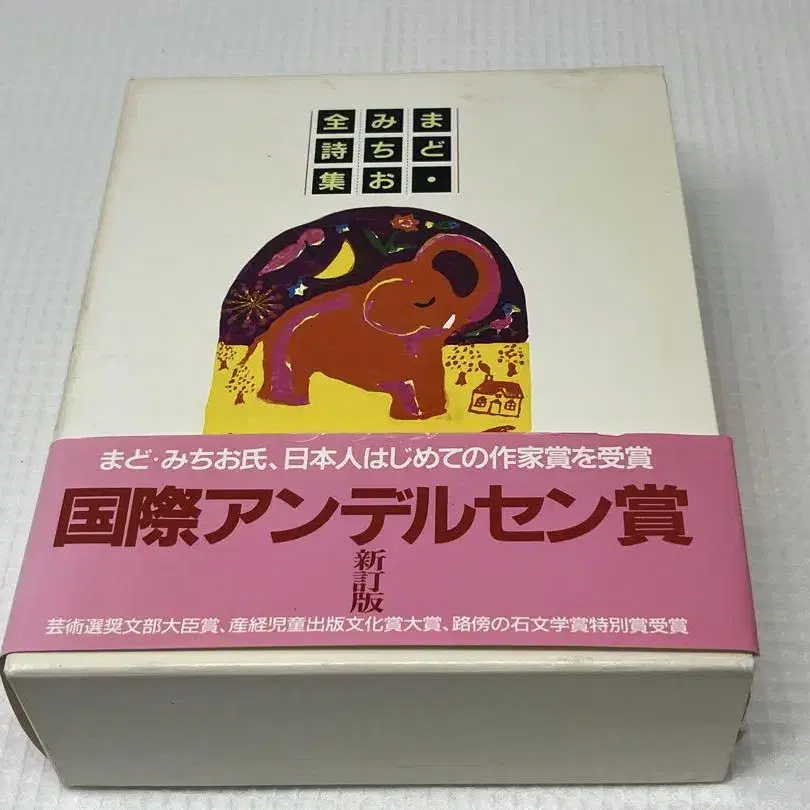 まど・
みちお
全詩集
まど・みちお氏、日本人はじめての作家賞を受賞
国際アンデルセン賞
新訂版
芸術選奨文部大臣賞、産経児童出版文化賞大賞、路傍の石文学賞特別賞受賞